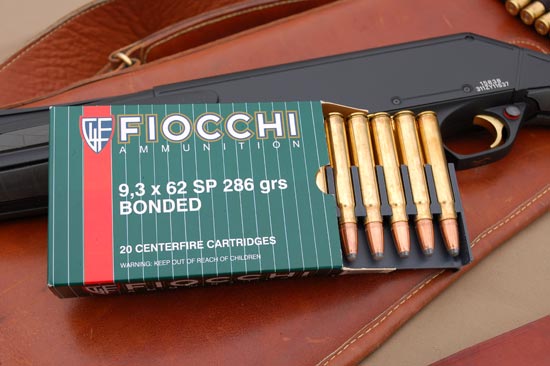 GFL
FIOCCHI
AMMUNITION
9,3 x 62 SP 286 grs
BONDED
20 CENTERFIRE CARTRIDGES
WARNING: KEEP OUT OF REACH OF CHILDREN
FIOCCHI